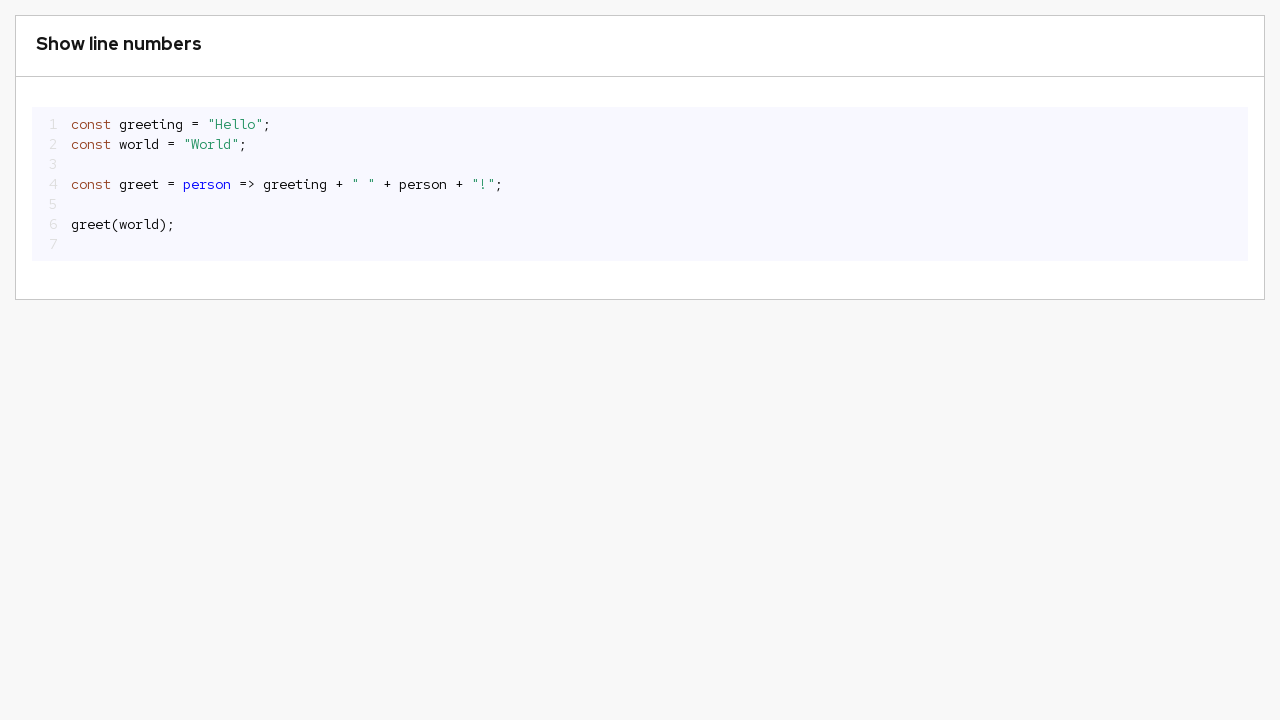 Show line numbers
1 const greeting = "Hello";
2 const world = "World";
3
4 const greet = person => greeting + " " + person + "!";
5
6 greet(world);
7